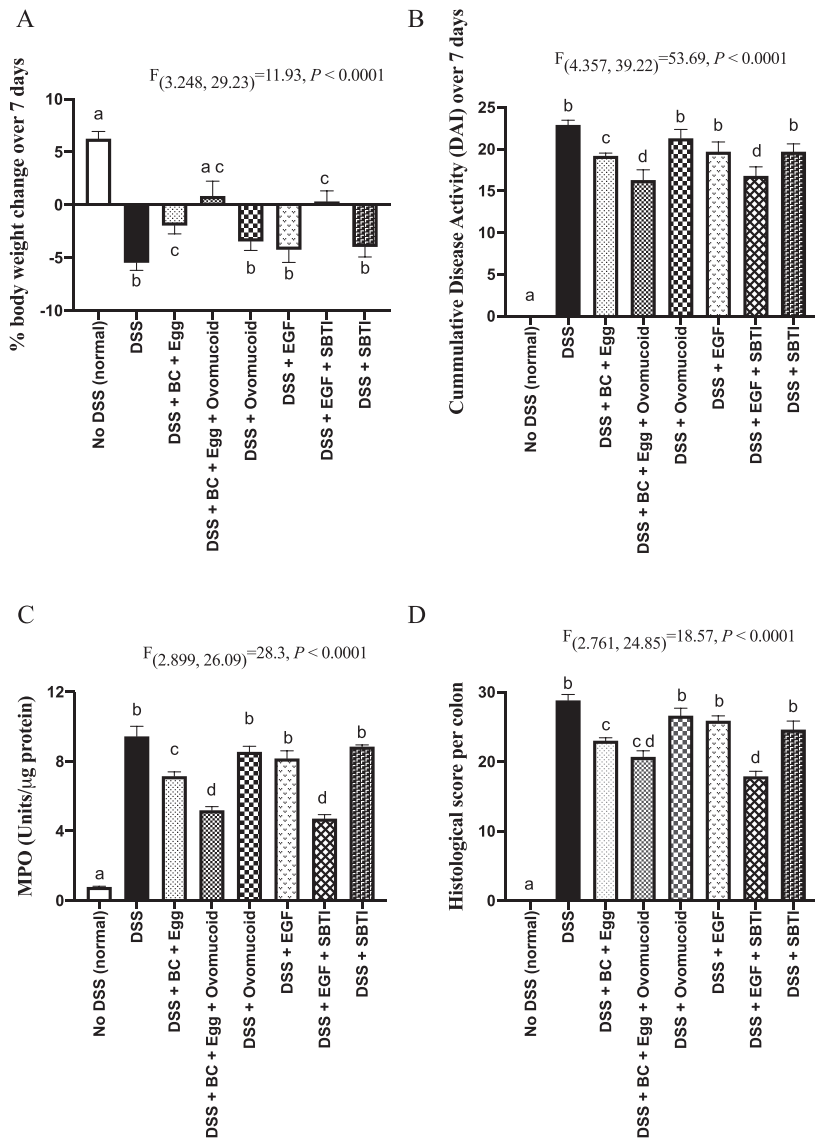 A
F(3.248, 29.23)=11.93, P < 0.0001
% body weight change over 7 days
10
5
0
-5
-10
a
b
c
a c
b
b
c
b
No DSS (normal)
DSS
DSS + BC + Egg
DSS + BC + Egg + Ovomucoid
DSS + Ovomucoid
DSS + EGF
DSS + EGF + SBTI
DSS + SBTI
B
F(4.357, 39.22)=53.69, P < 0.0001
Cummulative Disease Activity (DAI) over 7 days
25
20
15
10
5
0
a
b
c
d
b
b
d
b
No DSS (normal)
DSS
DSS + BC + Egg
DSS + BC + Egg + Ovomucoid
DSS + Ovomucoid
DSS + EGF
DSS + EGF + SBTI
DSS + SBTI
C
F(2.899, 26.09)=28.3, P < 0.0001
MPO (Units/µg protein)
12
8
4
0
a
b
c
d
b
b
d
b
No DSS (normal)
DSS
DSS + BC + Egg
DSS + BC + Egg + Ovomucoid
DSS + Ovomucoid
DSS + EGF
DSS + EGF + SBTI
DSS + SBTI
D
F(2.761, 24.85)=18.57, P < 0.0001
Histological score per colon
30
20
10
0
a
b
c
c d
b
b
d
b
No DSS (normal)
DSS
DSS + BC + Egg
DSS + BC + Egg + Ovomucoid
DSS + Ovomucoid
DSS + EGF
DSS + EGF + SBTI
DSS + SBTI